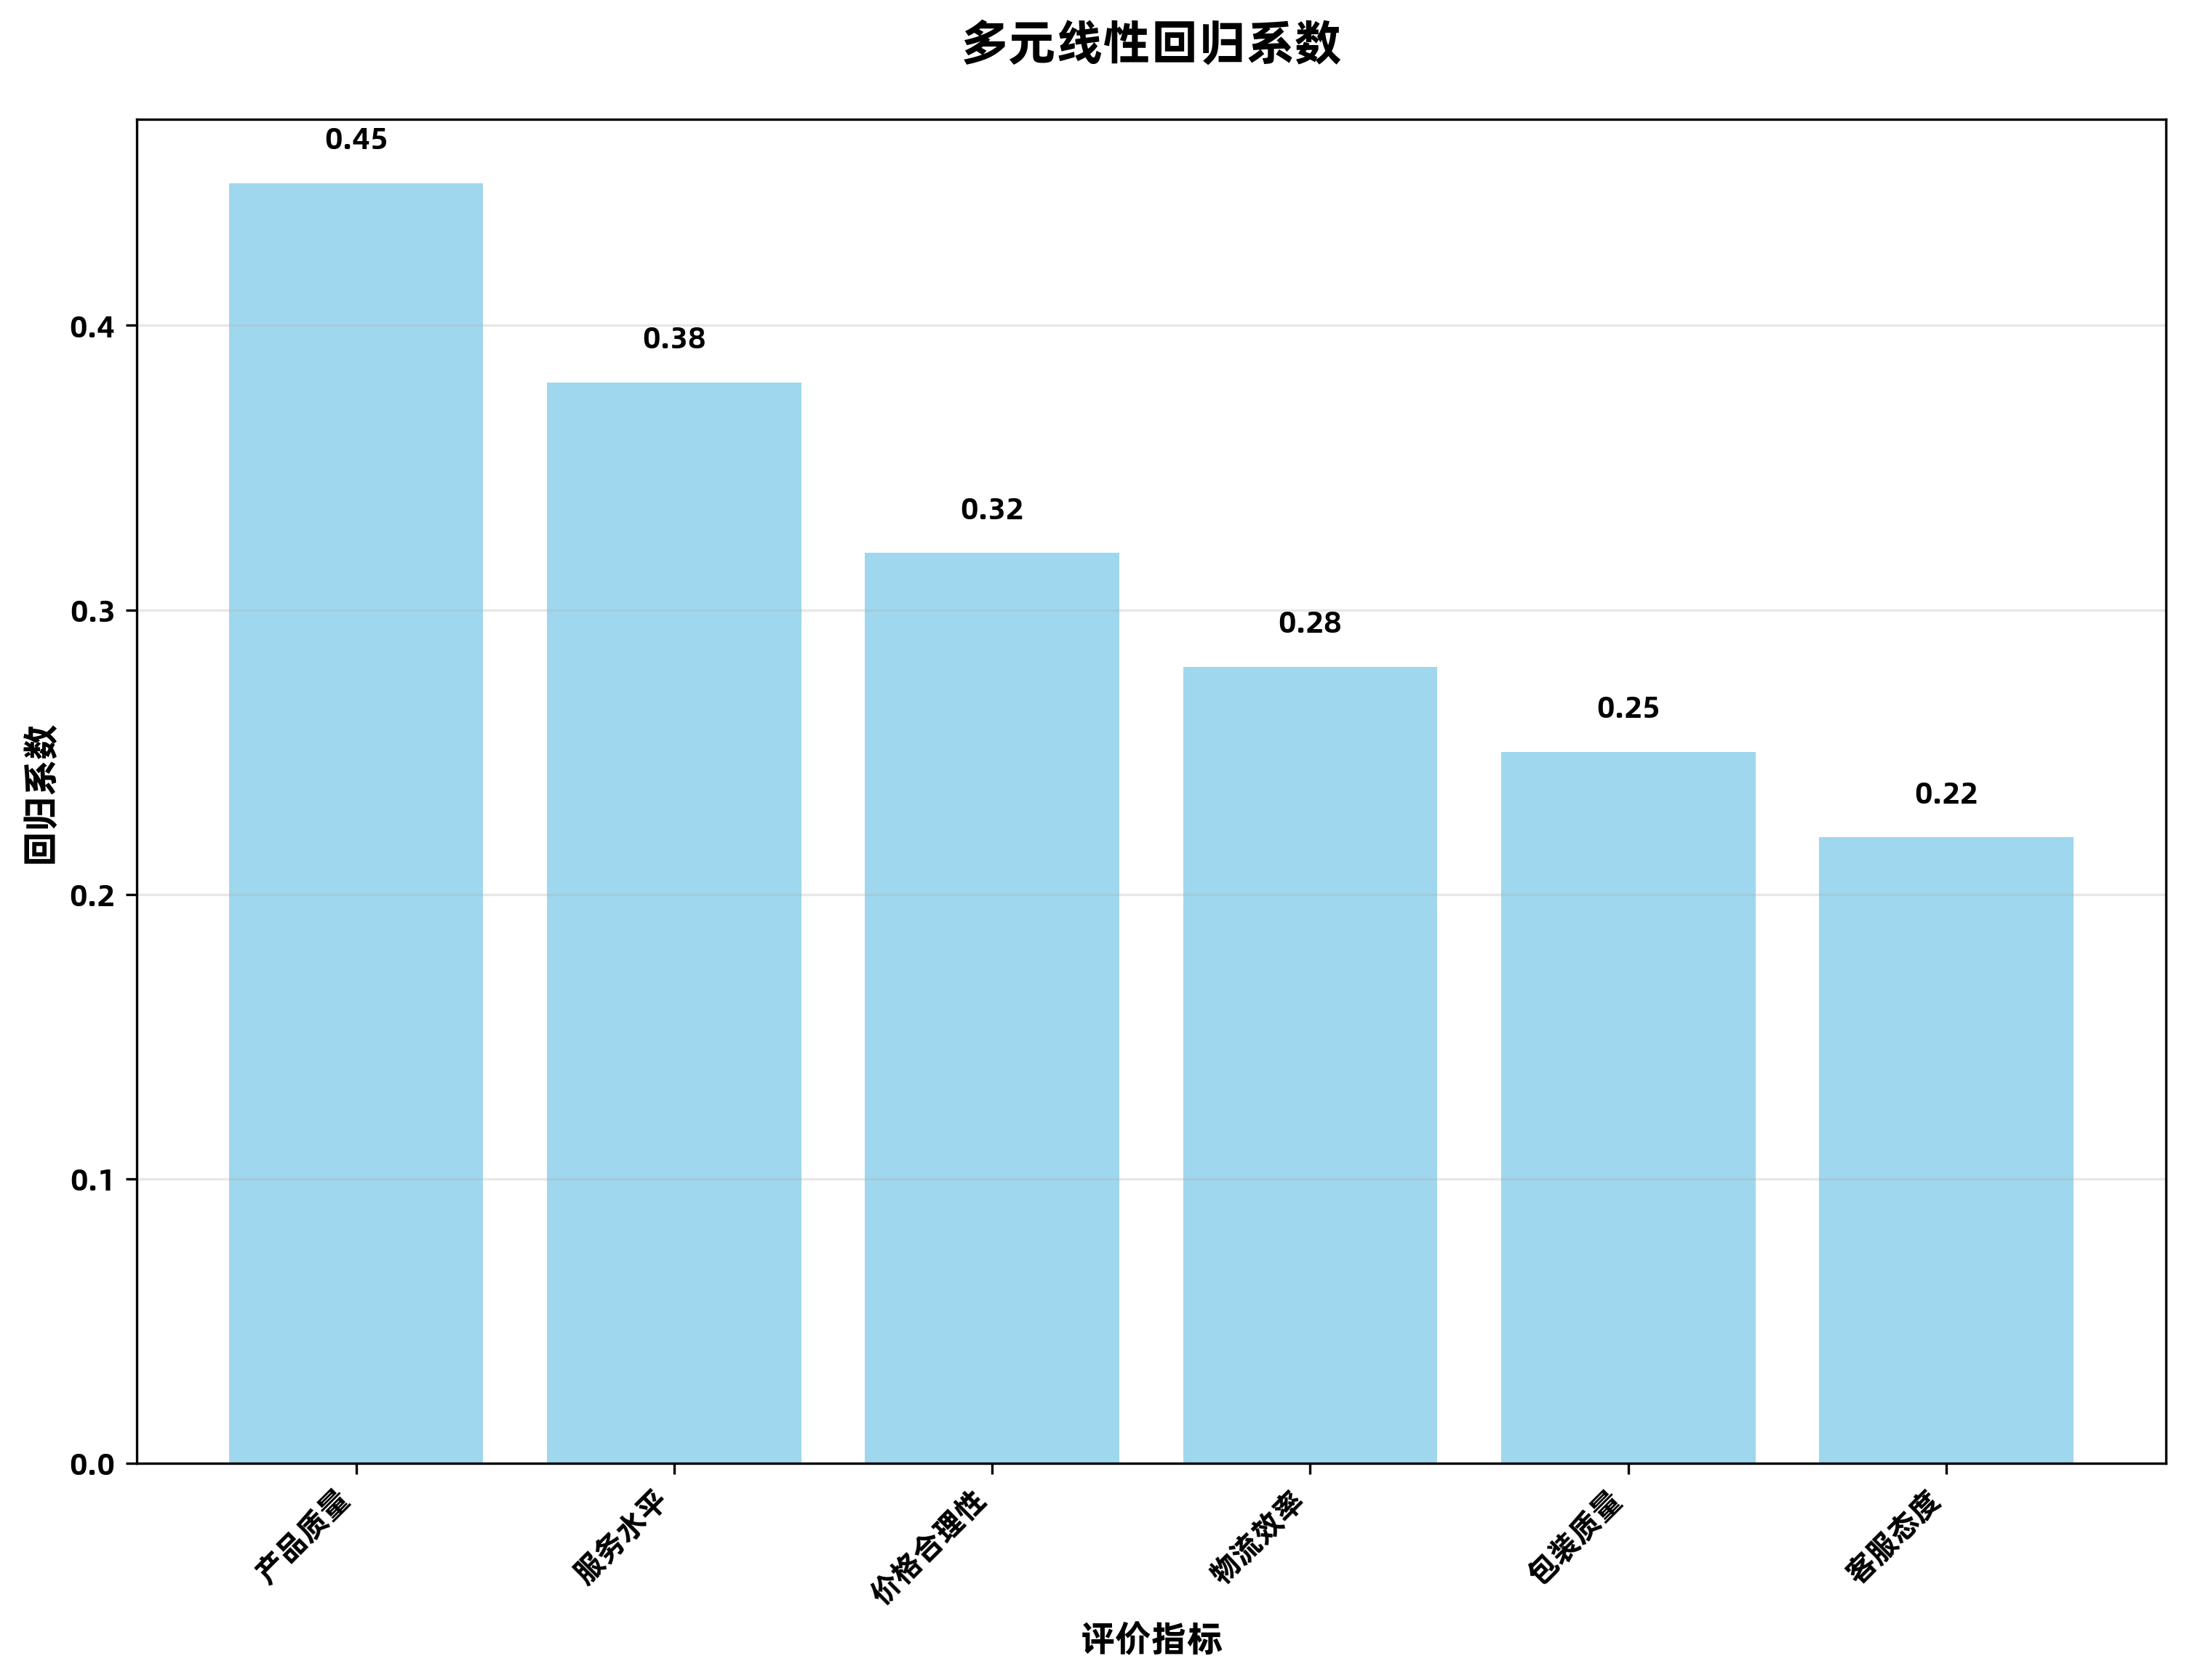 多元线性回归系数
0.45
0.38
0.32
0.28
0.25
0.22
回归系数
0.4
0.3
0.2
0.1
0.0
产品质量
服务水平
价格合理性
物流效率
包装质量
客服态度
评价指标